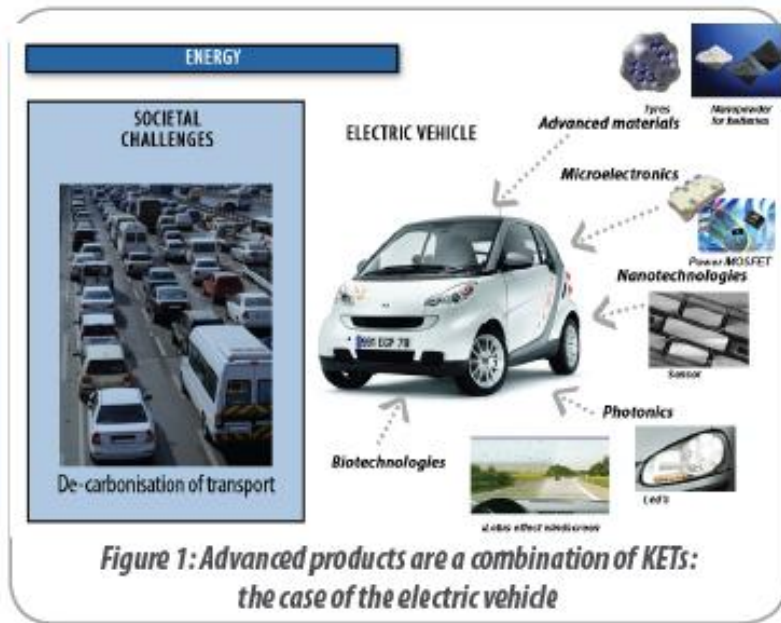 ENERGY
SOCIETAL
CHALLENGES
De-carbonisation of transport
ELECTRIC VEHICLE
Tyres
Nanopowder
for batteries
Advanced materials
Microelectronics
Power MOSFET
Nanotechnologies
Sensor
Photonics
Led's
Biotechnologies
Lotus effect windscreen
Figure 1: Advanced products are a combination of KETs:
the case of the electric vehicle